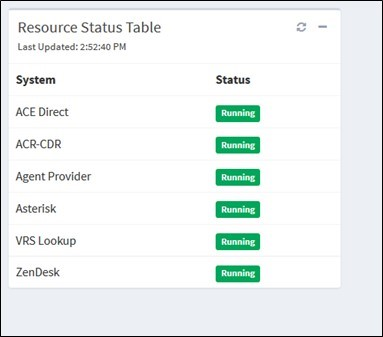 Resource Status Table
Last Updated: 2:52:40 PM
System Status
ACE Direct Running
ACR-CDR Running
Agent Provider Running
Asterisk Running
VRS Lookup Running
ZenDesk Running